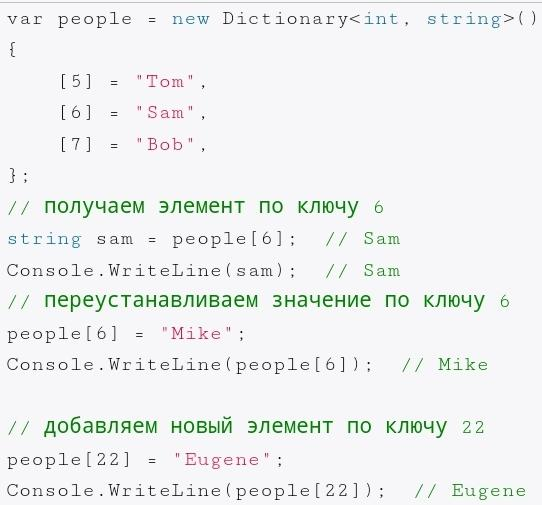 var people = new Dictionary<int, string>()
{
    [5] = "Tom",
    [6] = "Sam",
    [7] = "Bob",
};
// получаем элемент по ключу 6
string sam = people[6];  // Sam
Console.WriteLine(sam);  // Sam
// переустанавливаем значение по ключу 6
people[6] = "Mike";
Console.WriteLine(people[6]);  // Mike

// добавляем новый элемент по ключу 22
people[22] = "Eugene";
Console.WriteLine(people[22]);  // Eugene